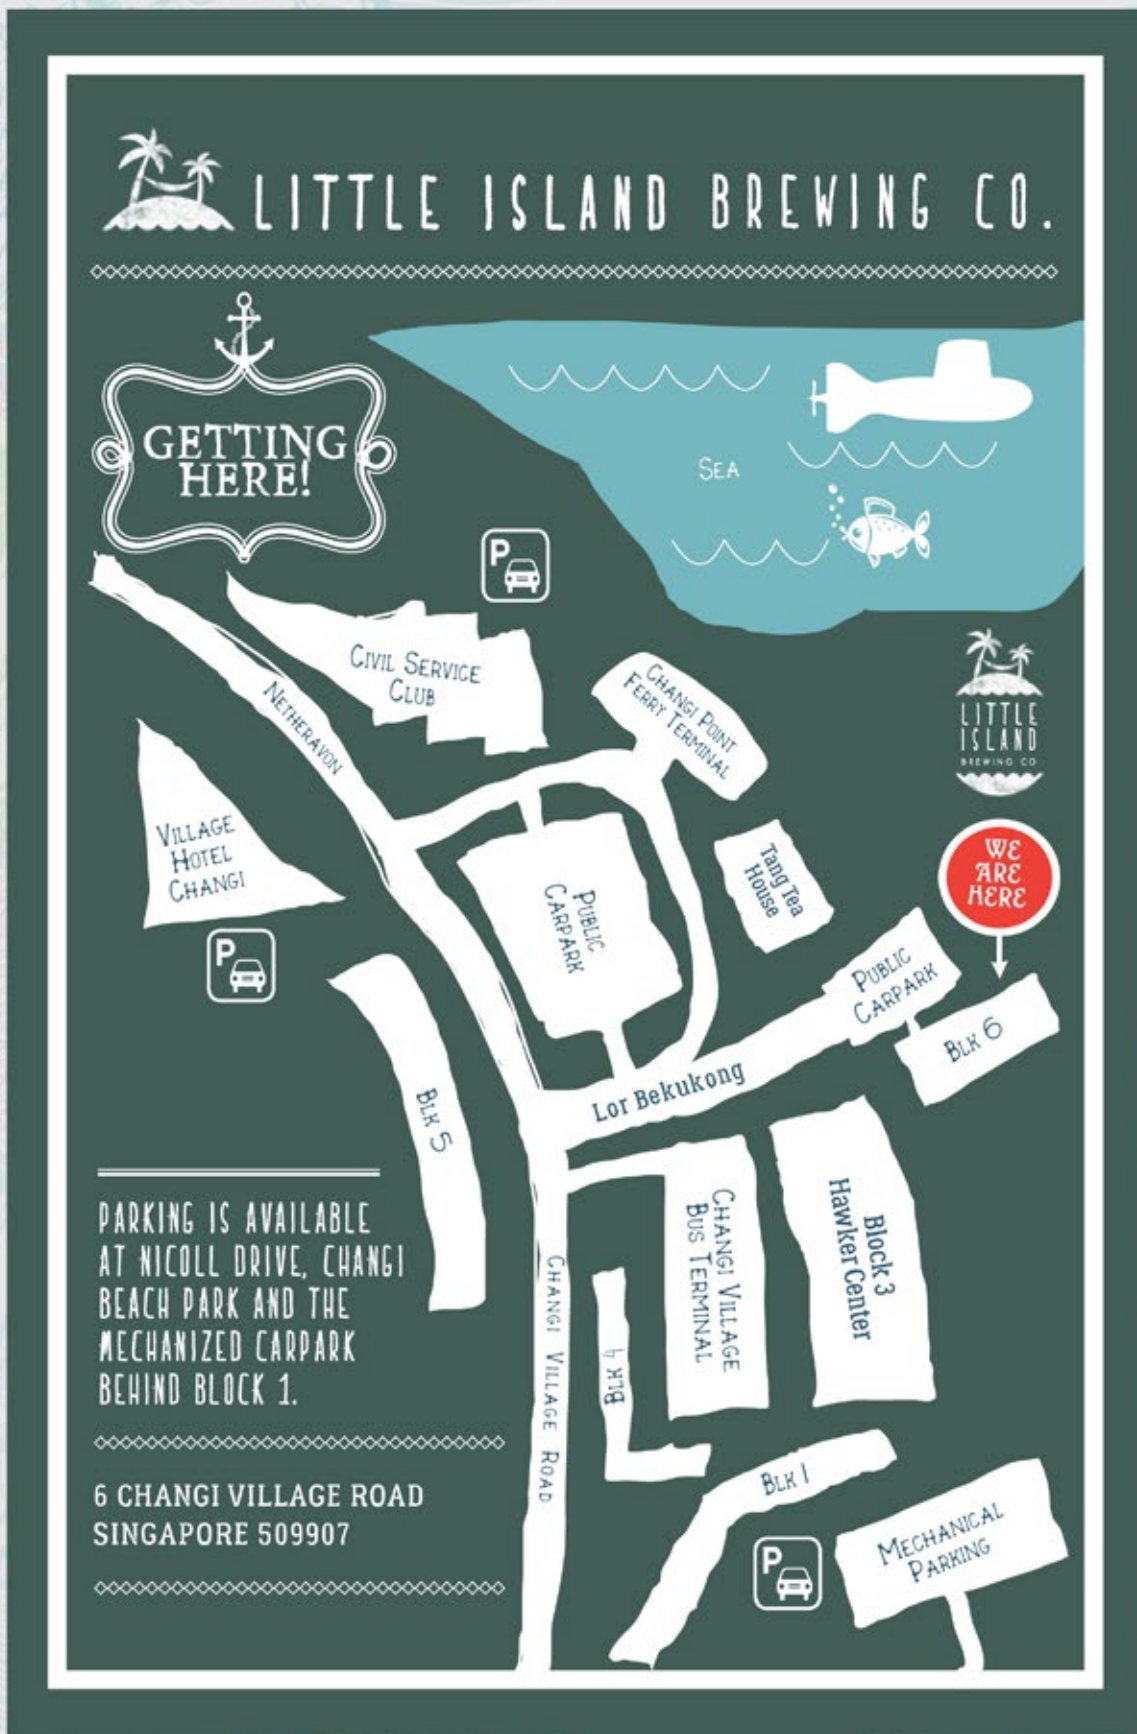 LITTLE ISLAND BREWING CO.
GETTING
HERE!
SEA
P
CIVIL SERVICE
CLUB
CHANGI POINT
FERRY TERMINAL
NETHERAVON
LITTLE
ISLAND
BREWING CO
VILLAGE
HOTEL
CHANGI
P
PUBLIC
CARPARK
Tang Tea
House
WE
ARE
HERE
PUBLIC
CARPARK
BLK 6
Lor Bekukong
BLK 5
PARKING IS AVAILABLE
AT NICOLL DRIVE, CHANGI
BEACH PARK AND THE
MECHANIZED CARPARK
BEHIND BLOCK 1.
CHANGI VILLAGE ROAD
BLK 4
CHANGI VILLAGE
BUS TERMINAL
Block 3
Hawker Center
6 CHANGI VILLAGE ROAD
SINGAPORE 509907
BLK 1
P
MECHANICAL
PARKING